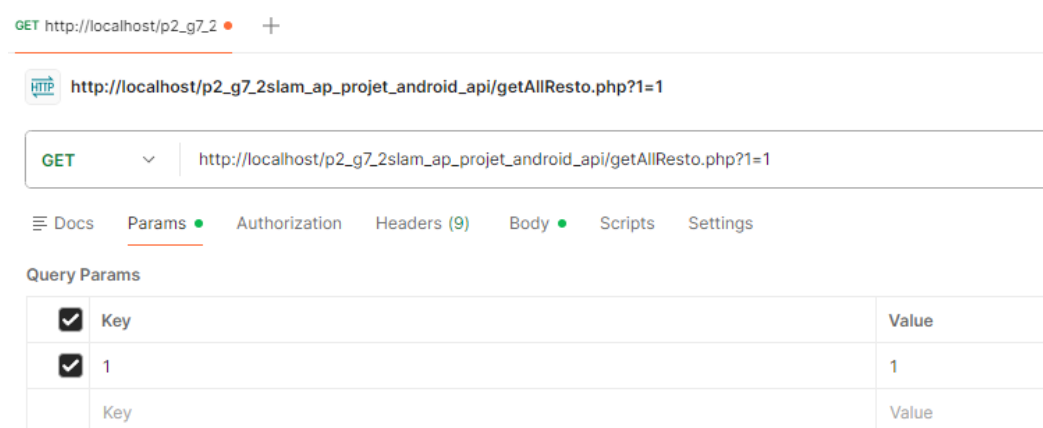 GET http://localhost/p2_g7_2
HTTP http://localhost/p2_g7_2slam_ap_projet_android_api/getAllResto.php?1=1
GET http://localhost/p2_g7_2slam_ap_projet_android_api/getAllResto.php?1=1
Docs Params Authorization Headers (9) Body Scripts Settings
Query Params
Key Value
1 1
Key Value